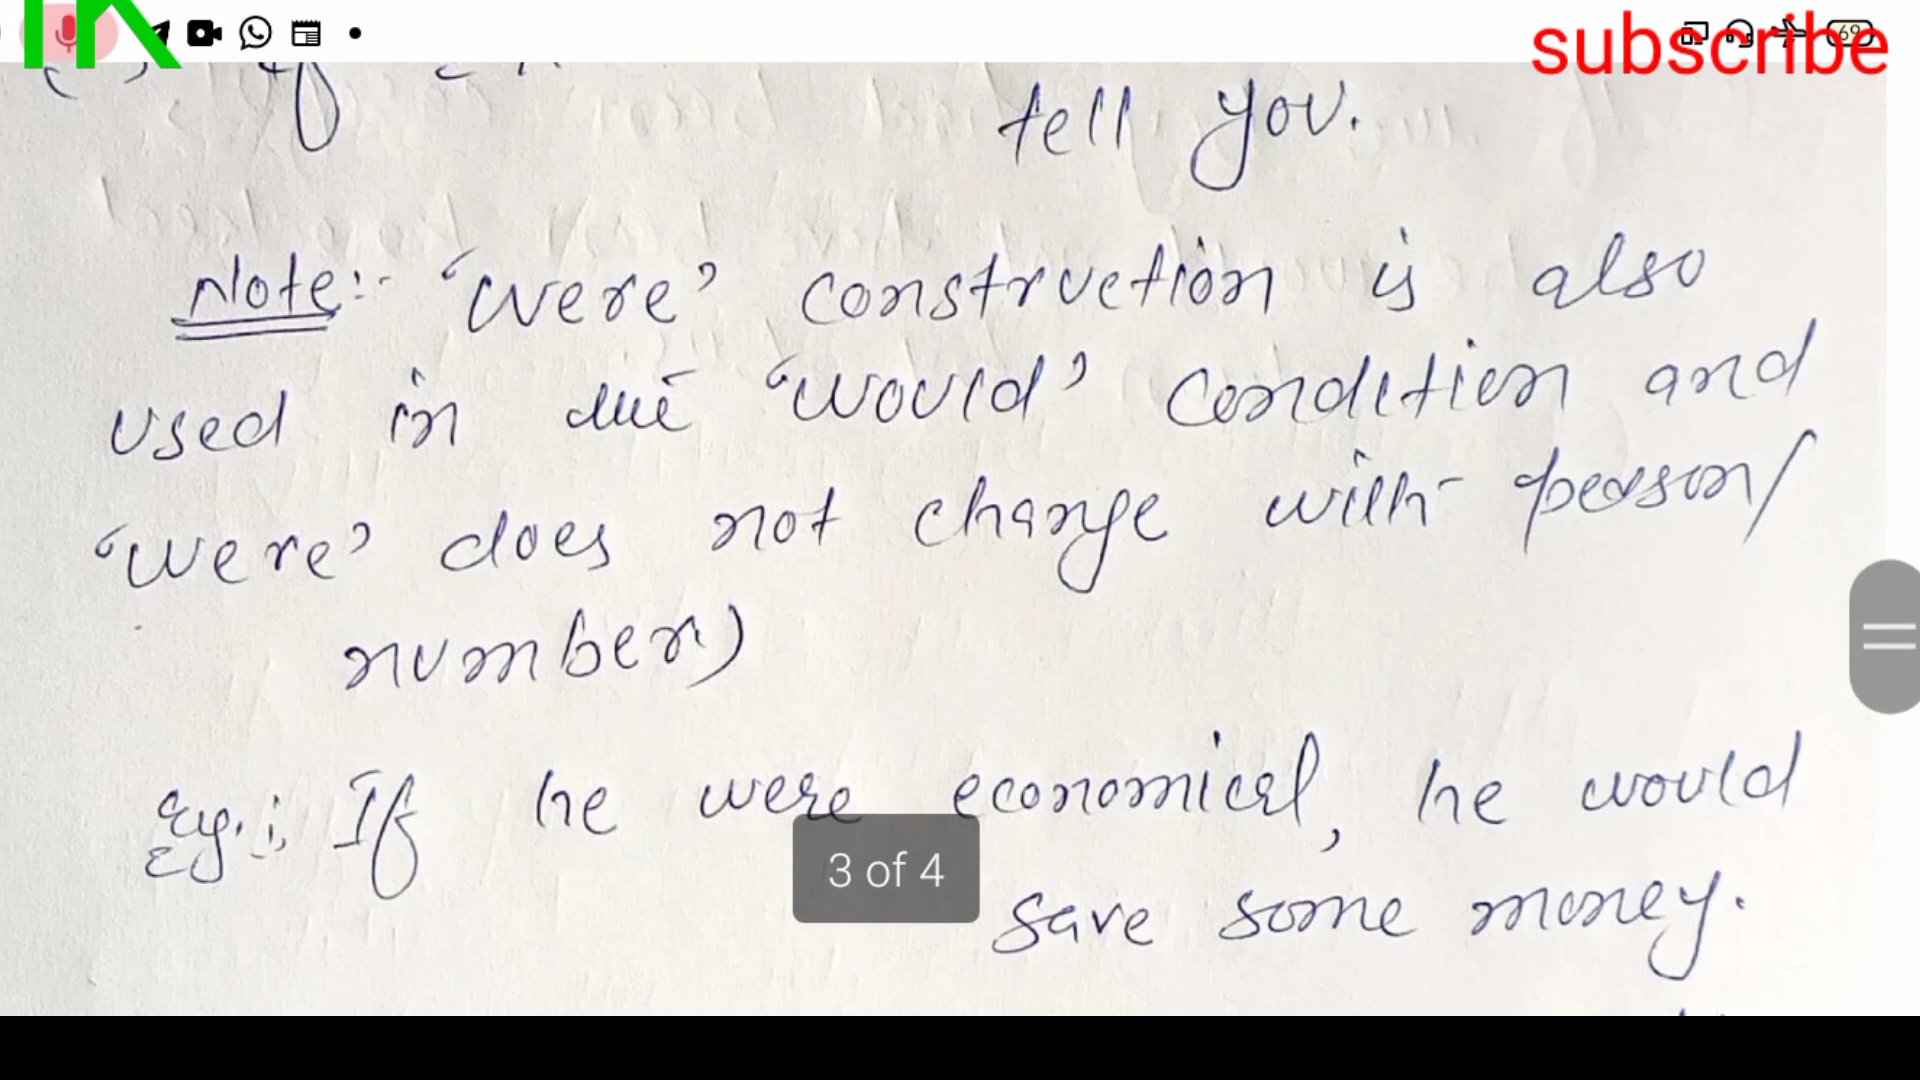 subscribe
69
tell you.
Note:- 'Were' construction is also
used in the 'would' condition and
'were' does not change with person/
number)
Eg.:. If he were economical, he would
3 of 4
save some money.